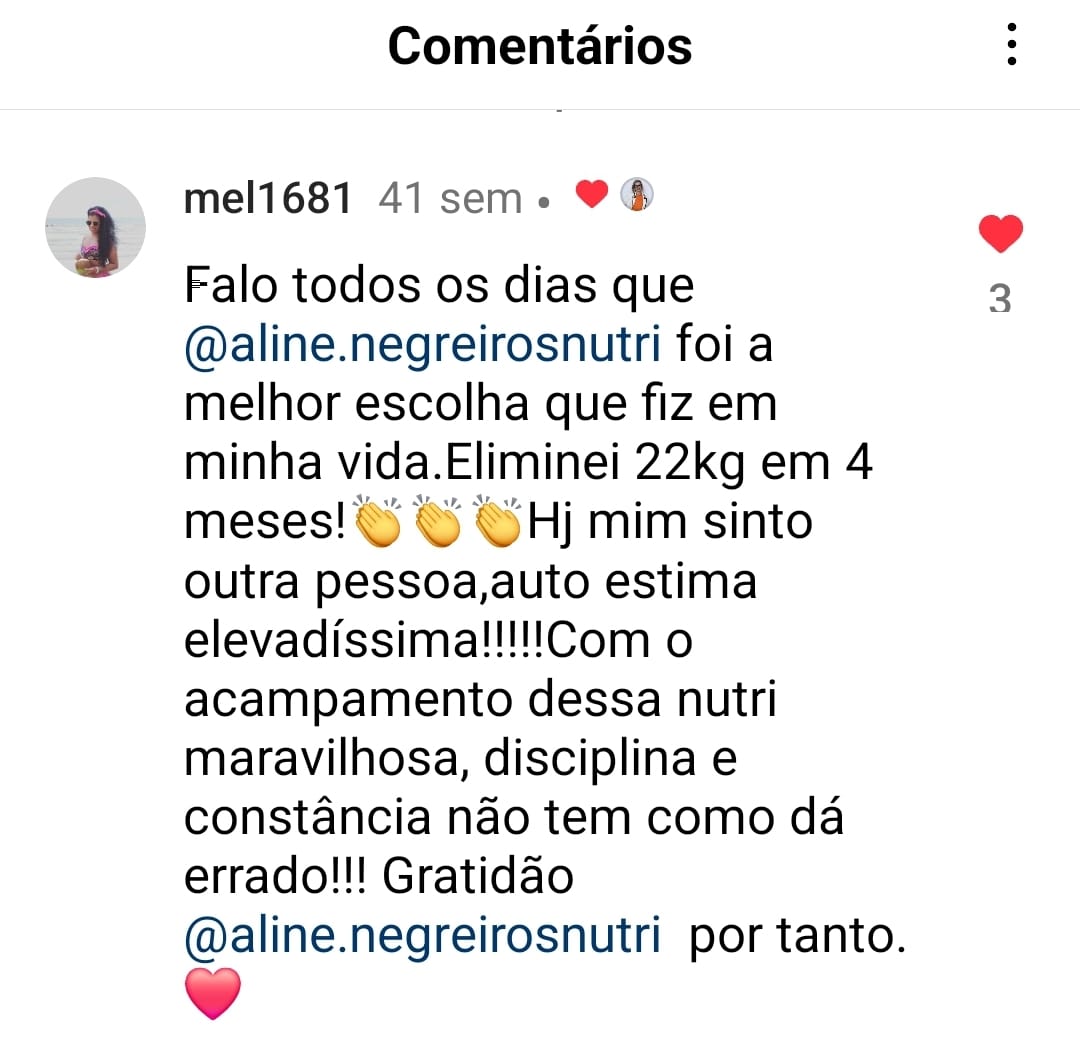 Comentários
mel1681 41 sem •
3
Falo todos os dias que
@aline.negreirosnutri foi a
melhor escolha que fiz em
minha vida.Eliminei 22kg em 4
meses!👏👏👏Hj mim sinto
outra pessoa,auto estima
elevadíssima!!!!!Com o
acampamento dessa nutri
maravilhosa, disciplina e
constância não tem como dá
errado!!! Gratidão
@aline.negreirosnutri por tanto.
❤️